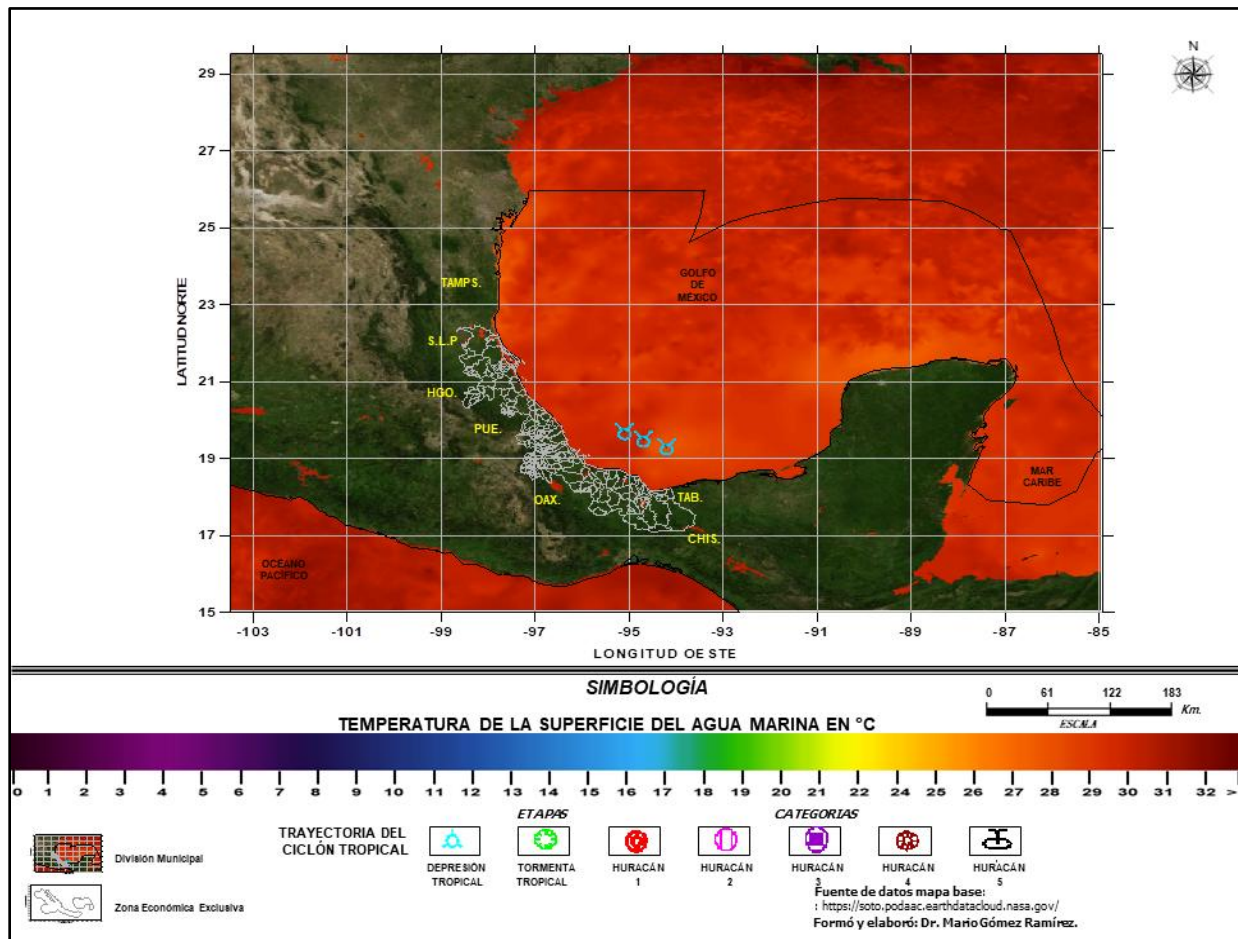 N
29
27
25
23
21
19
17
15
LATITUD NORTE
TAMPS.
S.L.P
HGO.
PUE.
OAX.
TAB.
CHIS.
GOLFO
DE
MÉXICO
MAR
CARIBE
OCÉANO
PACÍFICO
-103 -101 -99 -97 -95 -93 -91 -89 -87 -85
LONGITUD OE STE
SIMBOLOGÍA
0 61 122 183
Km.
ESCALA
TEMPERATURA DE LA SUPERFICIE DEL AGUA MARINA EN °C
0 1 2 3 4 5 6 7 8 9 10 11 12 13 14 15 16 17 18 19 20 21 22 23 24 25 26 27 28 29 30 31 32 >
ETAPAS CATEGORIAS
TRAYECTORIA DEL
CICLÓN TROPICAL
DEPRESIÓN
TROPICAL
TORMENTA
TROPICAL
HURACÁN
1
HURACÁN
2
HURACÁN
3
HURACÁN
4
HURACÁN
5
División Municipal
Zona Económica Exclusiva
Fuente de datos mapa base:
: https://soto.podaac.earthdatacloud.nasa.gov/
Formó y elaboró: Dr. Mario Gómez Ramírez.